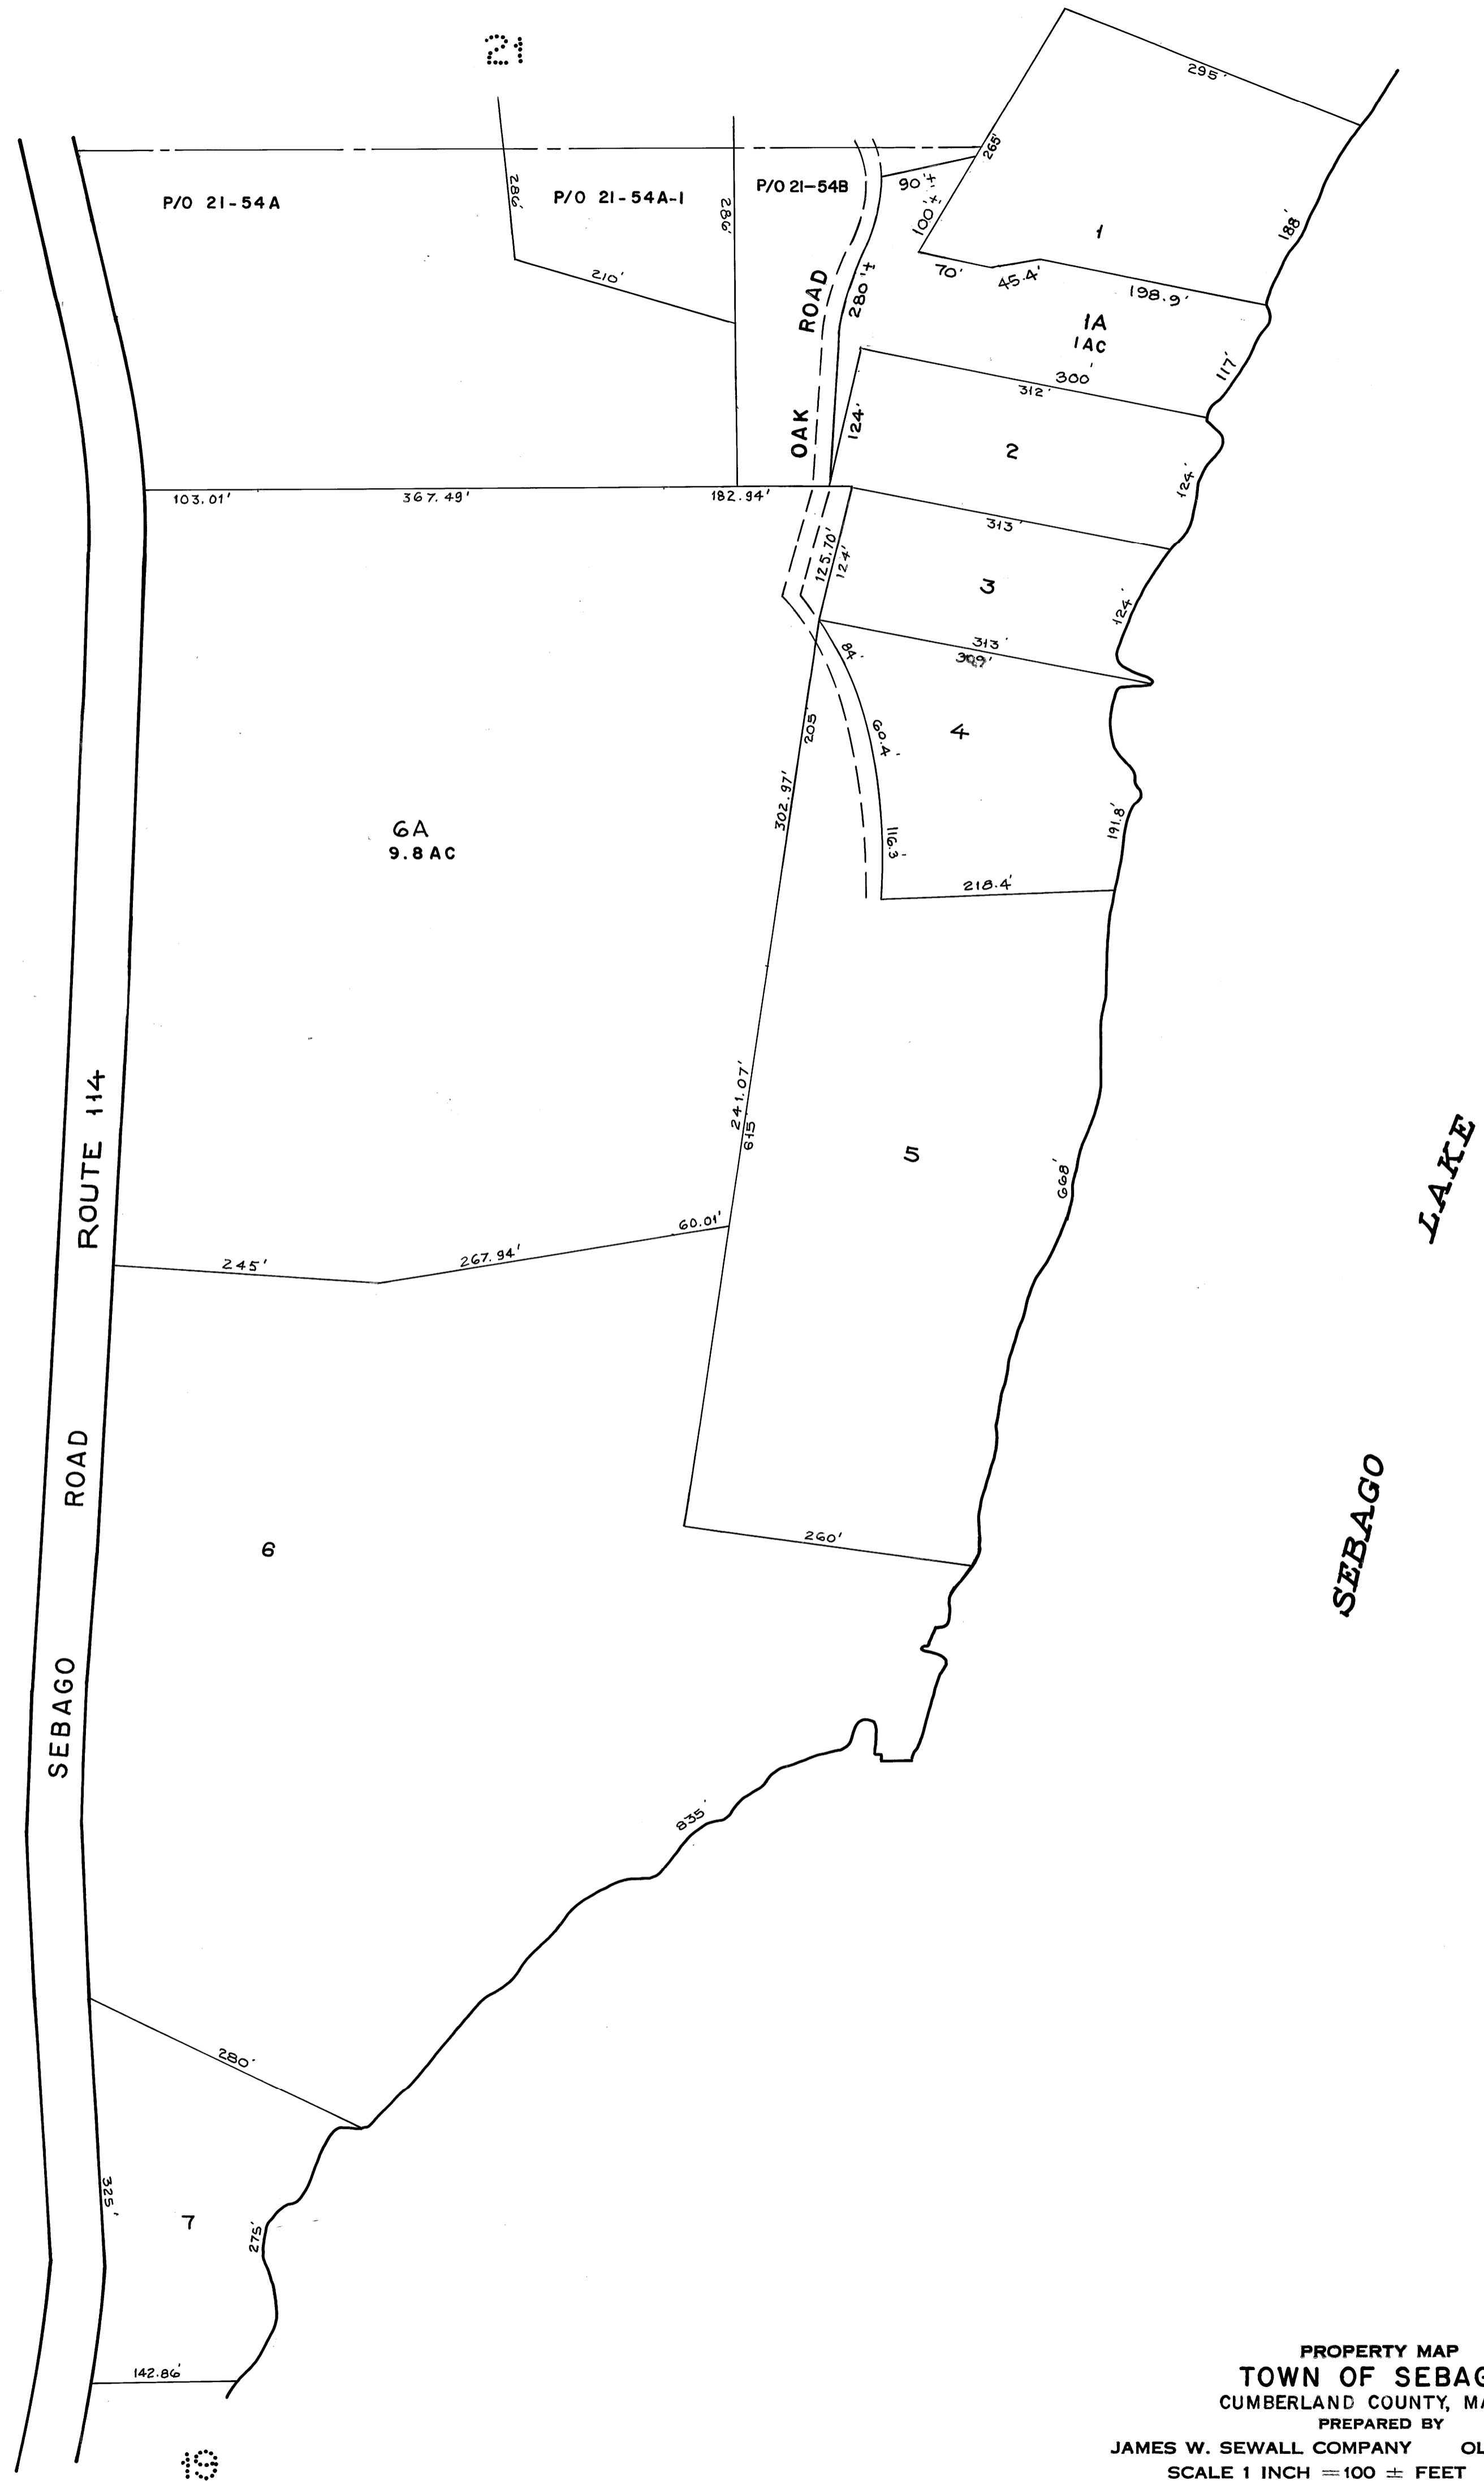 21
295'
265'
P/O 21-54A
286'
P/O 21-54A-1
286'
P/O 21-54B
90'±
100'±
1
188'
210'
OAK ROAD
280'±
70'
45.4'
198.9'
1A
1AC
117'
300'
312'
124'
2
124'
103.01'
367.49'
182.94'
313'
125.70'
124'
3
124'
313'
84'
205'
60.4'
4
302.97'
116.3'
191.8'
6A
9.8 AC
218.4'
241.07'
615'
5
668'
ROUTE 114
LAKE
245'
267.94'
60.01'
SEBAGO ROAD
6
260'
SEBAGO
835'
280'
325'
7
275'
142.86'
19
PROPERTY MAP
TOWN OF SEBAG
CUMBERLAND COUNTY, MA
PREPARED BY
JAMES W. SEWALL COMPANY OL
SCALE 1 INCH = 100 ± FEET